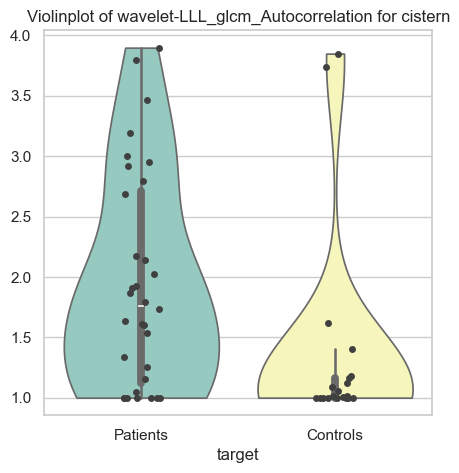 Violinplot of wavelet-LLL_glcm_Autocorrelation for cistern
4.0
3.5
3.0
2.5
2.0
1.5
1.0
Patients Controls
target